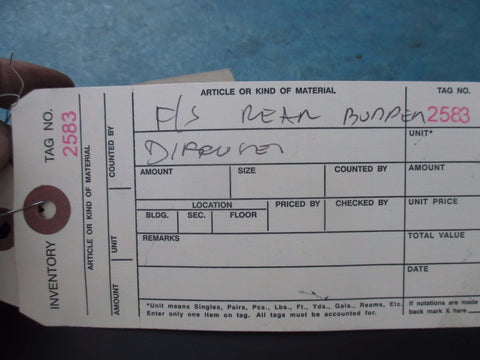 ARTICLE OR KIND OF MATERIAL
TAG NO.
P/S REAR BUMPER
2583
UNIT*
AMOUNT
SIZE
COUNTED BY
AMOUNT
LOCATION
PRICED BY
CHECKED BY
UNIT PRICE
BLDG.
SEC.
FLOOR
REMARKS
TOTAL VALUE
DATE
*Unit means Singles, Pairs, Pcs., Lbs., Ft., Yds., Gals., Reams, Etc.
Enter only one item on tag. All tags must be accounted for.
If notations are made
back mark X here
INVENTORY
TAG NO.
2583
ARTICLE OR KIND OF MATERIAL
AMOUNT
UNIT
COUNTED BY